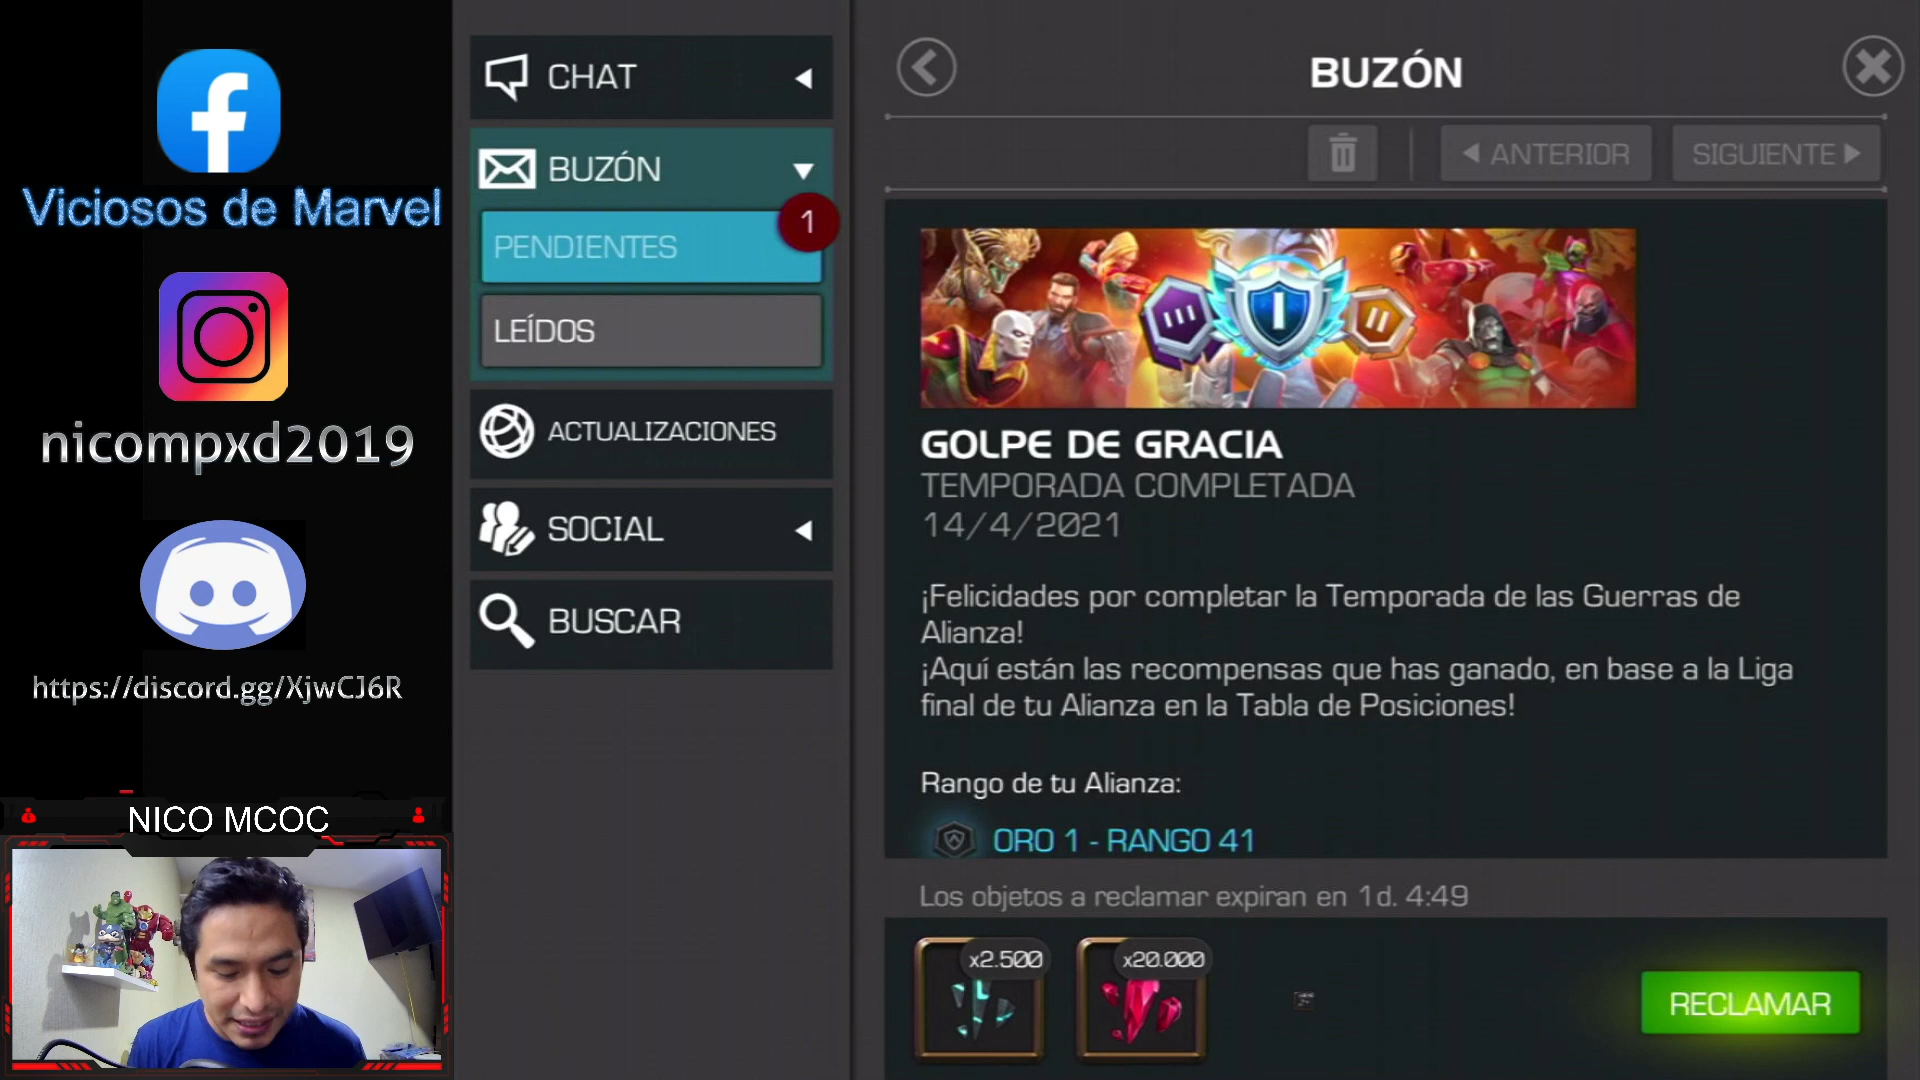 f
Viciosos de Marvel
nicompxd2019
https://discord.gg/XjwCJ6R
NICO MCOC
CHAT
BUZÓN
PENDIENTES
1
LEÍDOS
ACTUALIZACIONES
SOCIAL
BUSCAR
BUZÓN
ANTERIOR
SIGUIENTE
III
I
II
GOLPE DE GRACIA
TEMPORADA COMPLETADA
14/4/2021
¡Felicidades por completar la Temporada de las Guerras de
Alianza!
¡Aquí están las recompensas que has ganado, en base a la Liga
final de tu Alianza en la Tabla de Posiciones!
Rango de tu Alianza:
ORO 1 - RANGO 41
Los objetos a reclamar expiran en 1d. 4:49
x2.500
x20.000
RECLAMAR